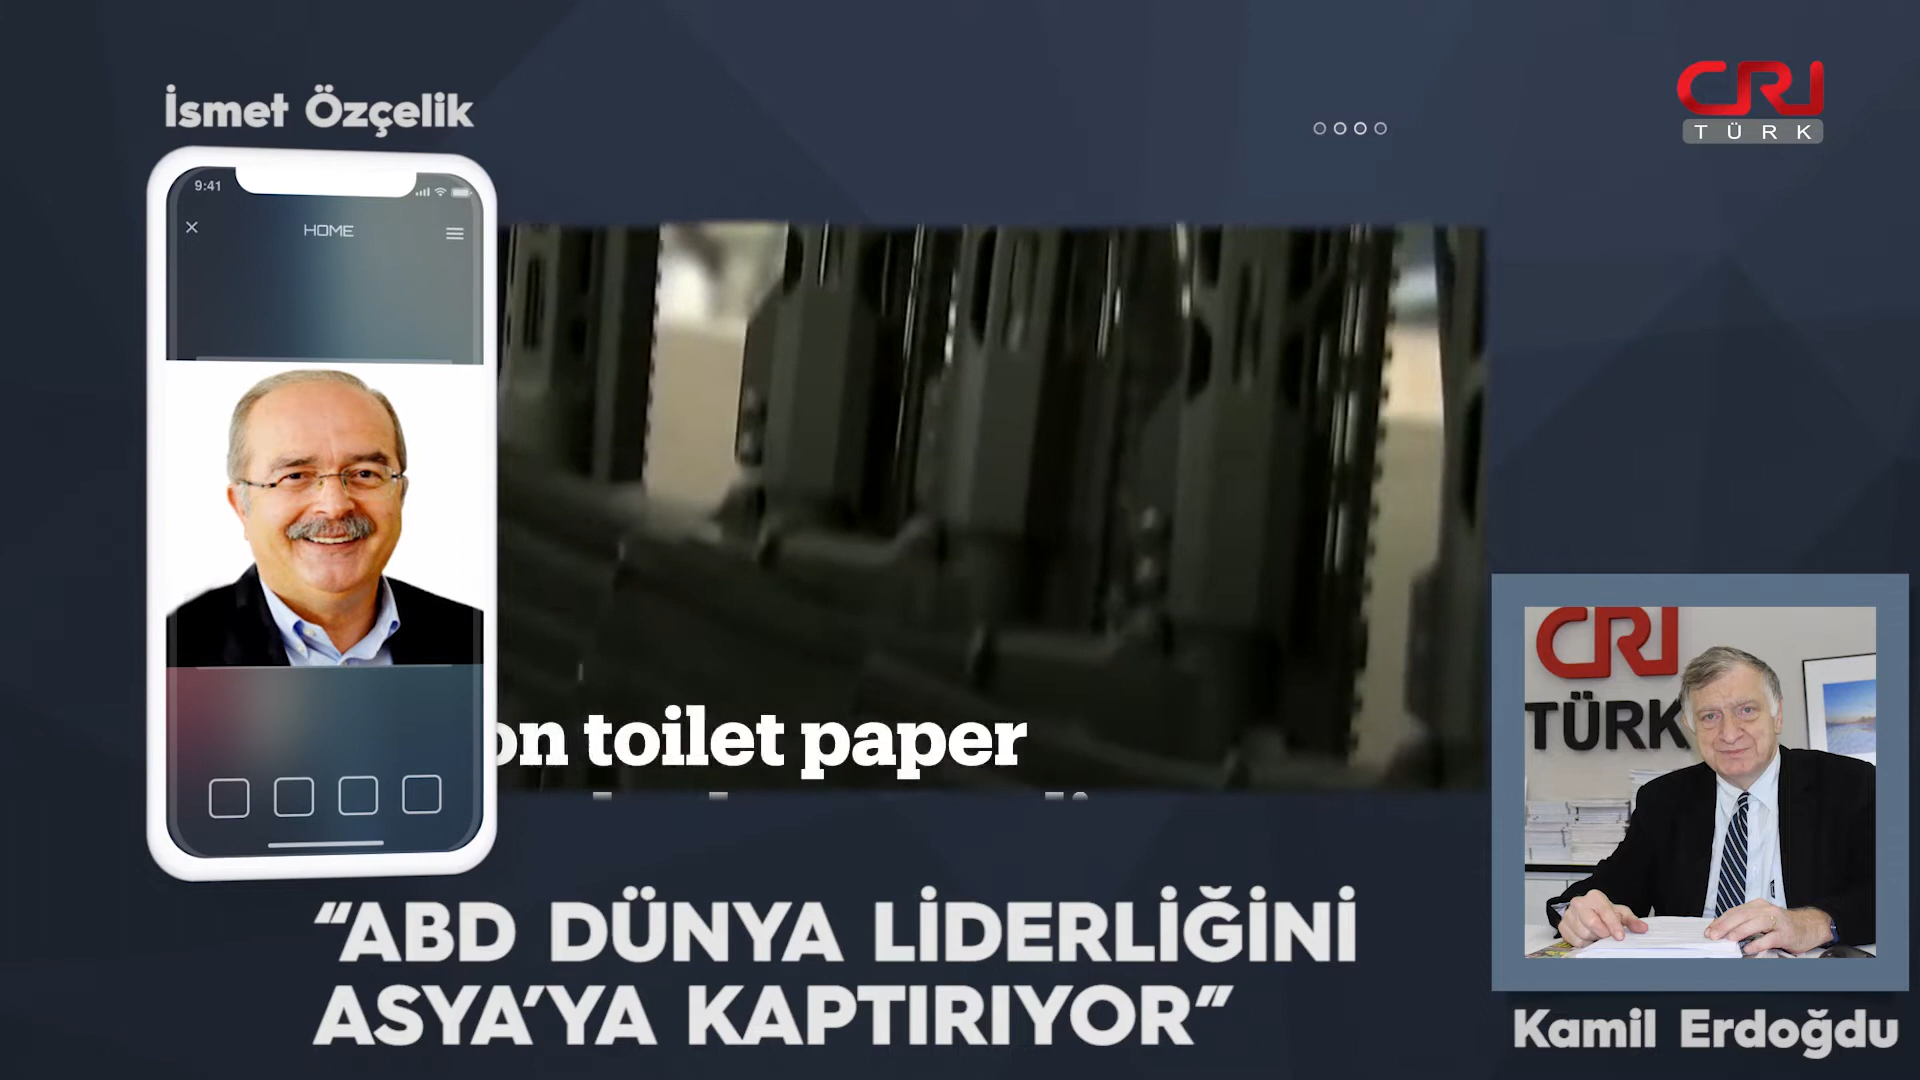 İsmet Özçelik
CRI
TÜRK
9:41
HOME
on toilet paper
CRI
TÜRK
“ABD DÜNYA LİDERLİĞİNİ
ASYA’YA KAPTIRIYOR”
Kamil Erdoğdu